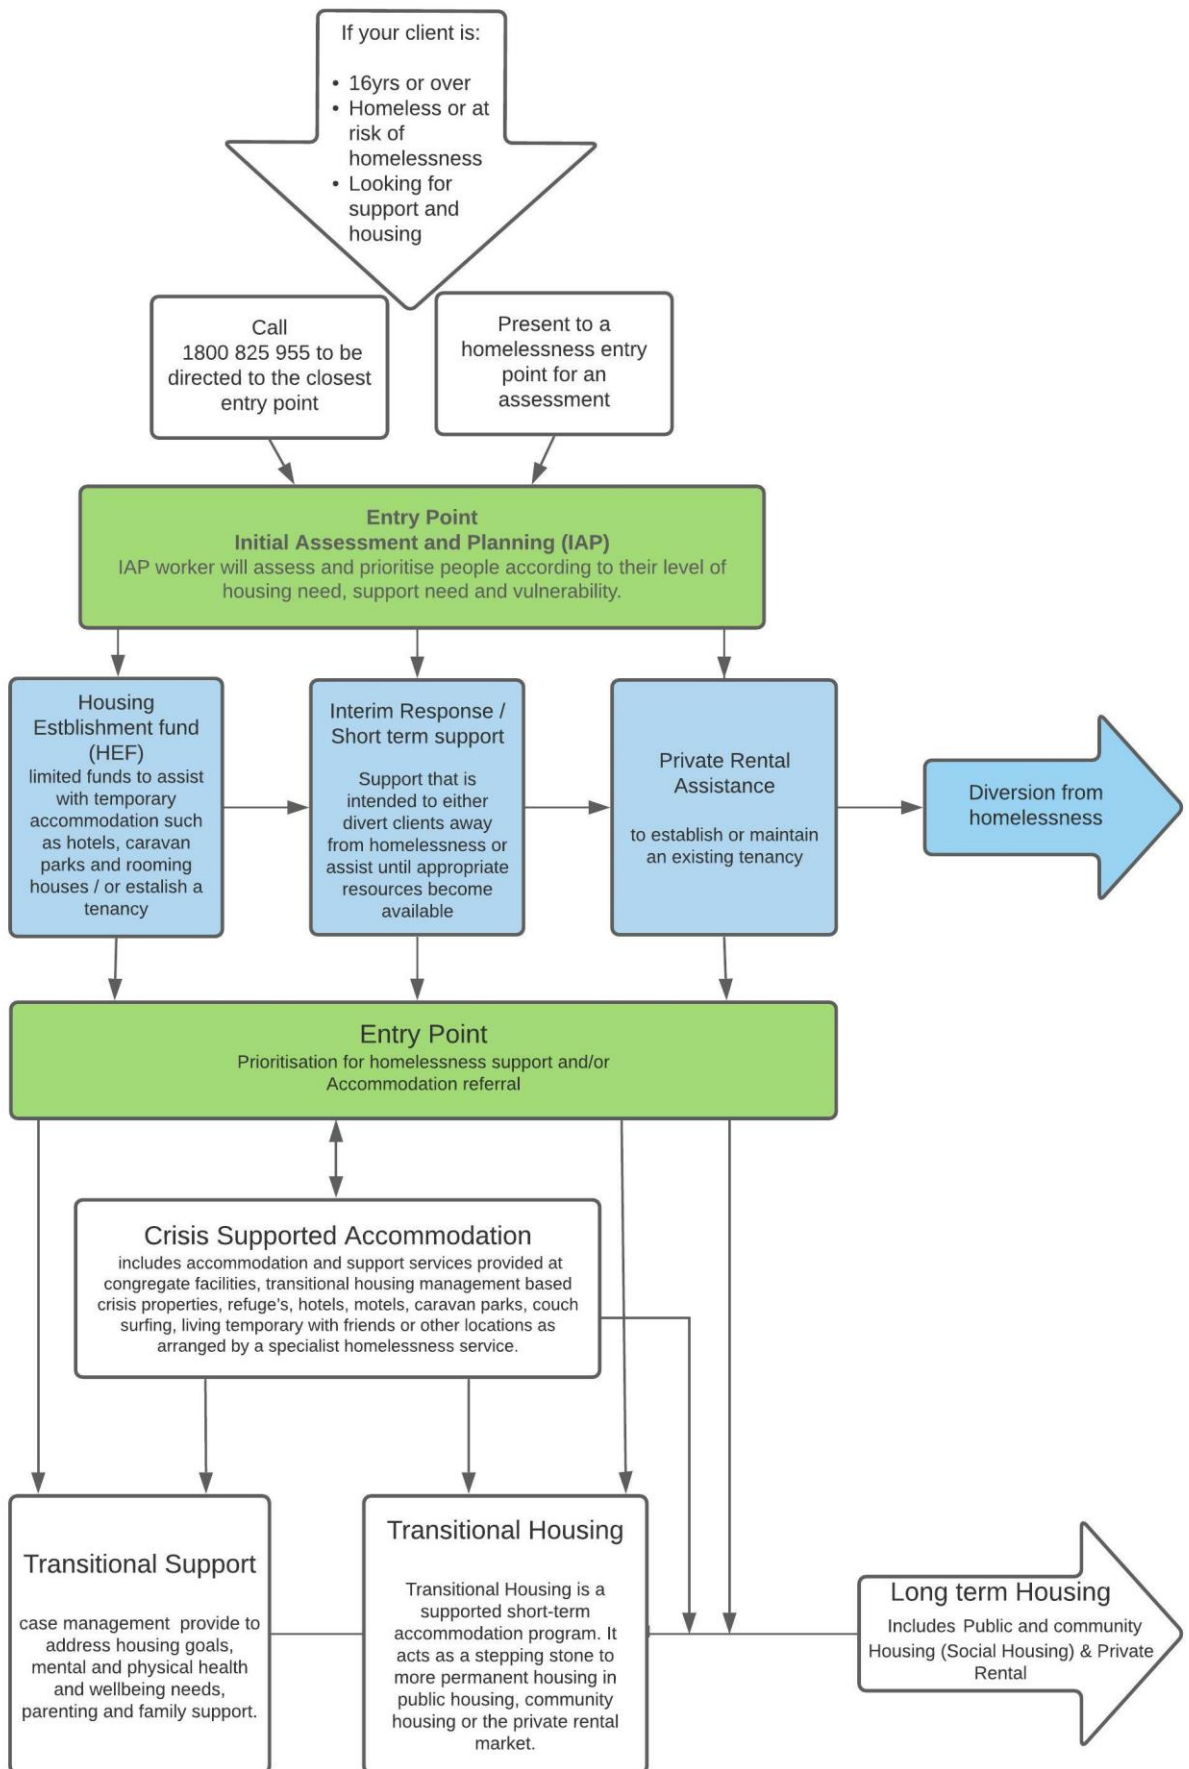 If your client is:
• 16yrs or over
• Homeless or at
risk of
homelessness
• Looking for
support and
housing
Call
1800 825 955 to be
directed to the closest
entry point
Present to a
homelessness entry
point for an
assessment
Entry Point
Initial Assessment and Planning (IAP)
IAP worker will assess and prioritise people according to their level of
housing need, support need and vulnerability.
Housing
Estblishment fund
(HEF)
limited funds to assist
with temporary
accommodation such
as hotels, caravan
parks and rooming
houses / or estalish a
tenancy
Interim Response /
Short term support
Support that is
intended to either
divert clients away
from homelessness or
assist until appropriate
resources become
available
Private Rental
Assistance
to establish or maintain
an existing tenancy
Diversion from
homelessness
Entry Point
Prioritisation for homelessness support and/or
Accommodation referral
Crisis Supported Accommodation
includes accommodation and support services provided at
congregate facilities, transitional housing management based
crisis properties, refuge's, hotels, motels, caravan parks, couch
surfing, living temporary with friends or other locations as
arranged by a specialist homelessness service.
Transitional Support
case management provide to
address housing goals,
mental and physical health
and wellbeing needs,
parenting and family support.
Transitional Housing
Transitional Housing is a
supported short-term
accommodation program. It
acts as a stepping stone to
more permanent housing in
public housing, community
housing or the private rental
market.
Long term Housing
Includes Public and community
Housing (Social Housing) & Private
Rental